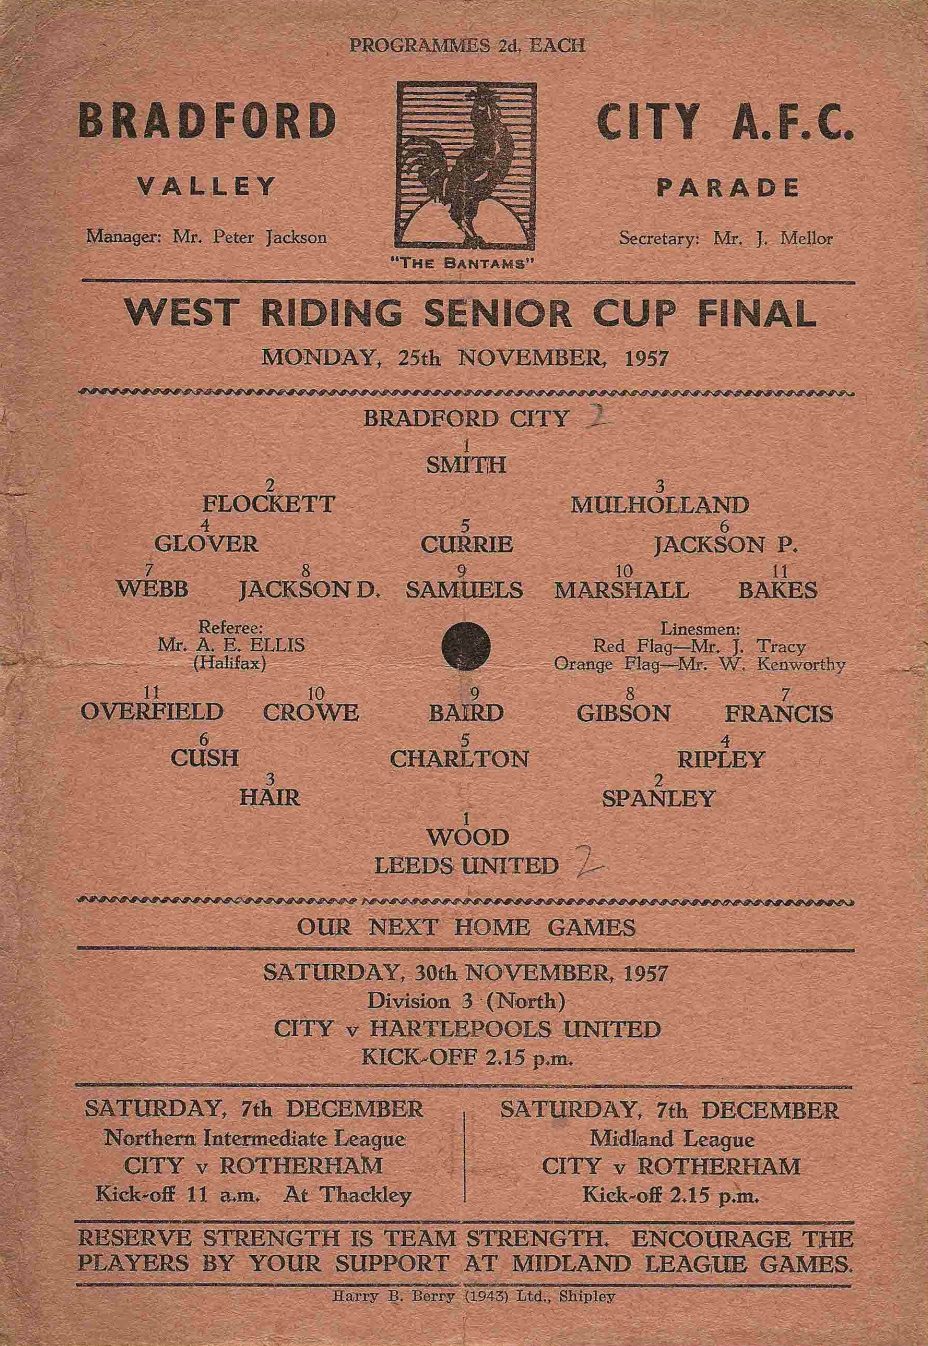 PROGRAMMES 2d. EACH
BRADFORD CITY A.F.C.
VALLEY PARADE
Manager: Mr. Peter Jackson
Secretary: Mr. J. Mellor
"THE BANTAMS"
WEST RIDING SENIOR CUP FINAL
MONDAY, 25th NOVEMBER, 1957
BRADFORD CITY 2
1
SMITH
2 3
FLOCKETT MULHOLLAND
4 5 6
GLOVER CURRIE JACKSON P.
7 8 9 10 11
WEBB JACKSON D. SAMUELS MARSHALL BAKES
Referee:
Mr. A. E. ELLIS
(Halifax)
Linesmen:
Red Flag—Mr. J. Tracy
Orange Flag—Mr. W. Kenworthy
11 10 9 8 7
OVERFIELD CROWE BAIRD GIBSON FRANCIS
6 5 4
CUSH CHARLTON RIPLEY
3 2
HAIR SPANLEY
1
WOOD
LEEDS UNITED 2
OUR NEXT HOME GAMES
SATURDAY, 30th NOVEMBER, 1957
Division 3 (North)
CITY v HARTLEPOOLS UNITED
KICK-OFF 2.15 p.m.
SATURDAY, 7th DECEMBER
Northern Intermediate League
CITY v ROTHERHAM
Kick-off 11 a.m. At Thackley
SATURDAY, 7th DECEMBER
Midland League
CITY v ROTHERHAM
Kick-off 2.15 p.m.
RESERVE STRENGTH IS TEAM STRENGTH. ENCOURAGE THE
PLAYERS BY YOUR SUPPORT AT MIDLAND LEAGUE GAMES.
Harry B. Berry (1943) Ltd., Shipley